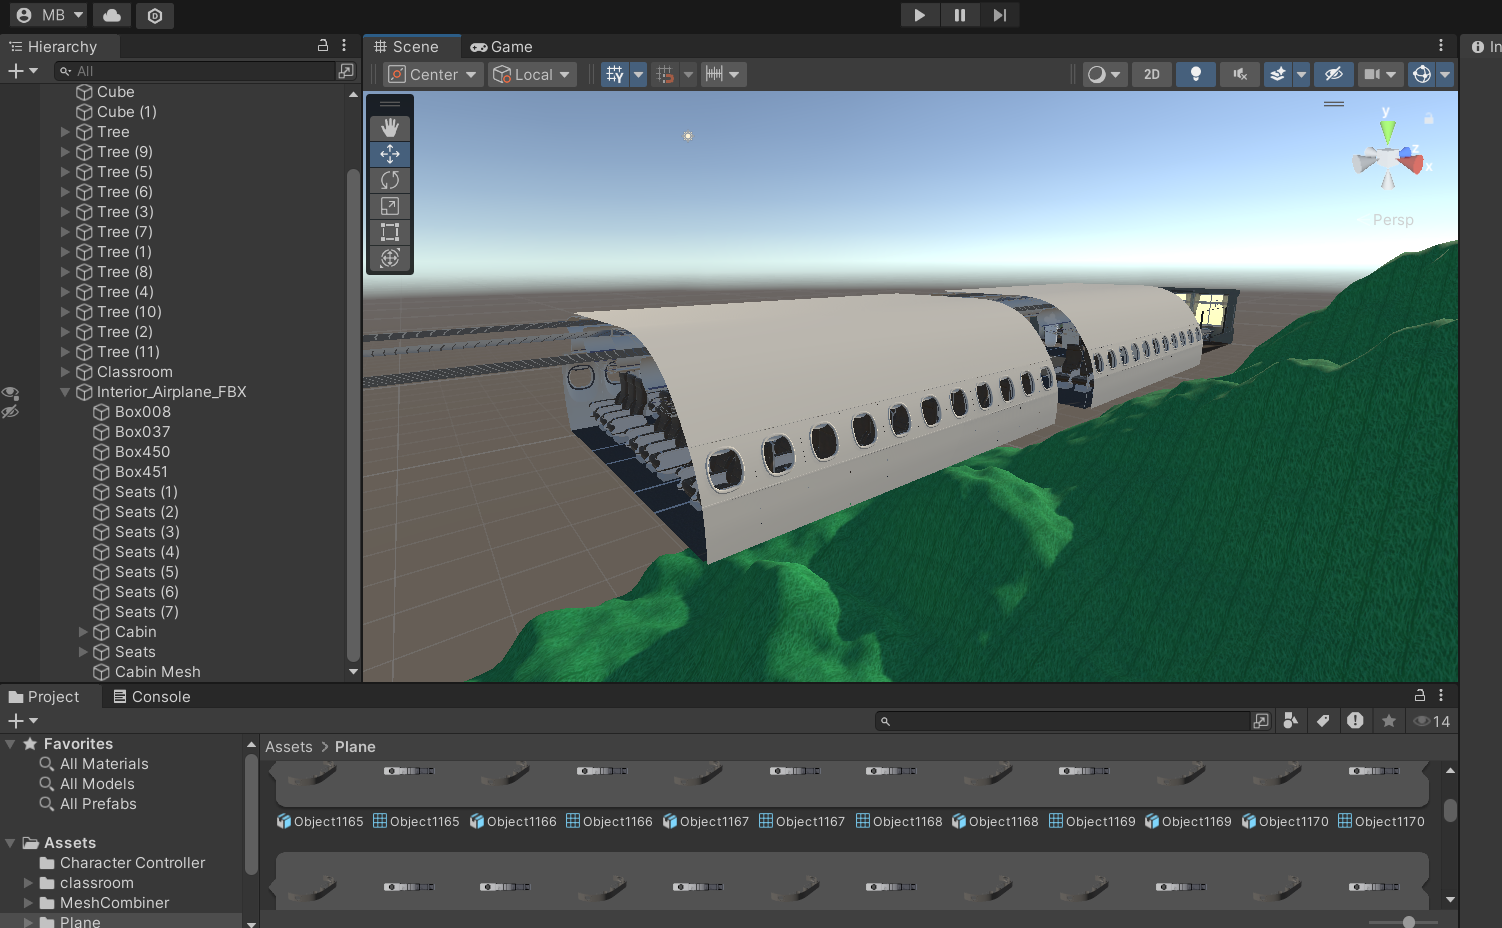 MB
Hierarchy
All
Cube
Cube (1)
Tree
Tree (9)
Tree (5)
Tree (6)
Tree (3)
Tree (7)
Tree (1)
Tree (8)
Tree (4)
Tree (10)
Tree (2)
Tree (11)
Classroom
Interior_Airplane_FBX
Box008
Box037
Box450
Box451
Seats (1)
Seats (2)
Seats (3)
Seats (4)
Seats (5)
Seats (6)
Seats (7)
Cabin
Seats
Cabin Mesh
Scene Game
Center Local 2D
y
z
x
Persp
In
Project Console
14
Favorites
All Materials
All Models
All Prefabs
Assets
Character Controller
classroom
MeshCombiner
Plane
Assets > Plane
Object1165 Object1165 Object1166 Object1166 Object1167 Object1167 Object1168 Object1168 Object1169 Object1169 Object1170 Object1170